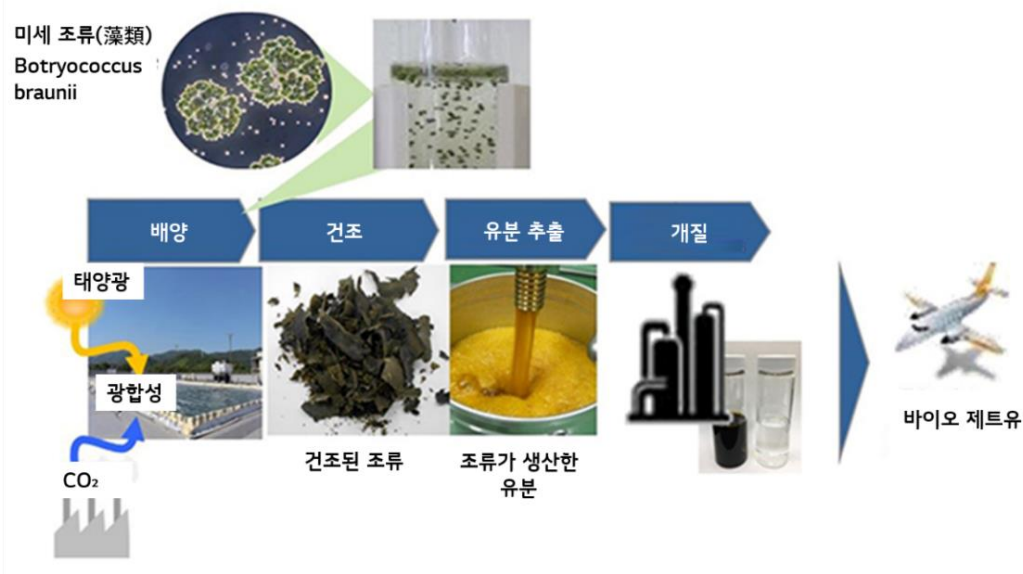 미세 조류(藻類)
Botryococcus
braunii
배양
건조
유분 추출
개질
태양광
광합성
CO₂
건조된 조류
조류가 생산한
유분
바이오 제트유